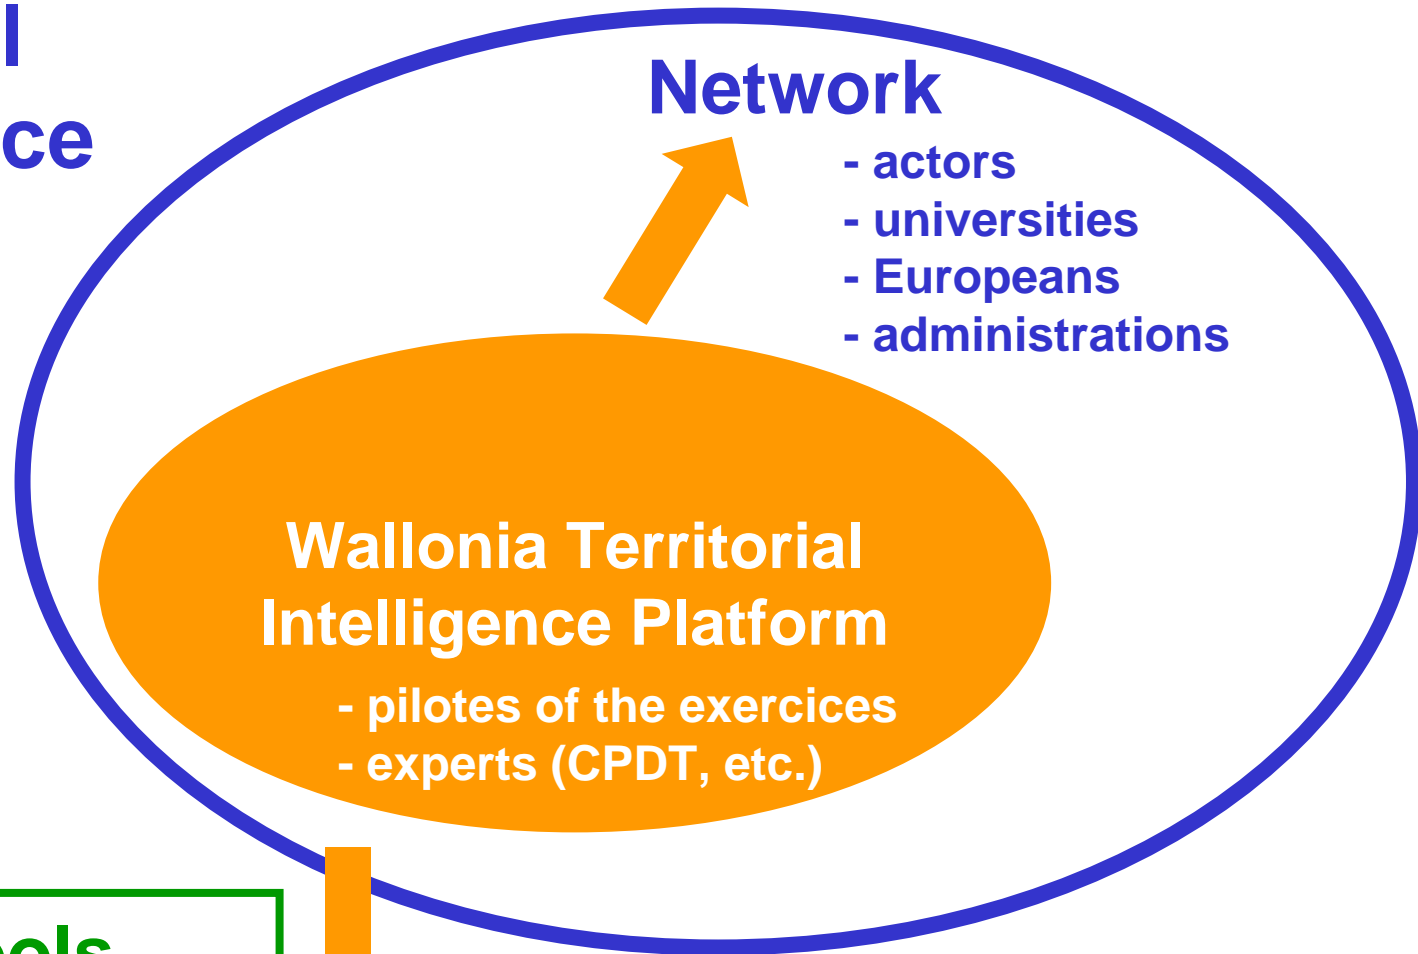 Network
ce
- actors
- universities
- Europeans
- administrations
Wallonia Territorial
Intelligence Platform
- pilotes of the exercices
- experts (CPDT, etc.)